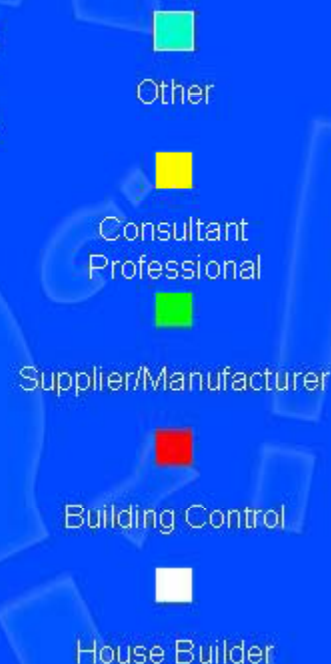 Other
Consultant
Professional
Supplier/Manufacturer
Building Control
House Builder